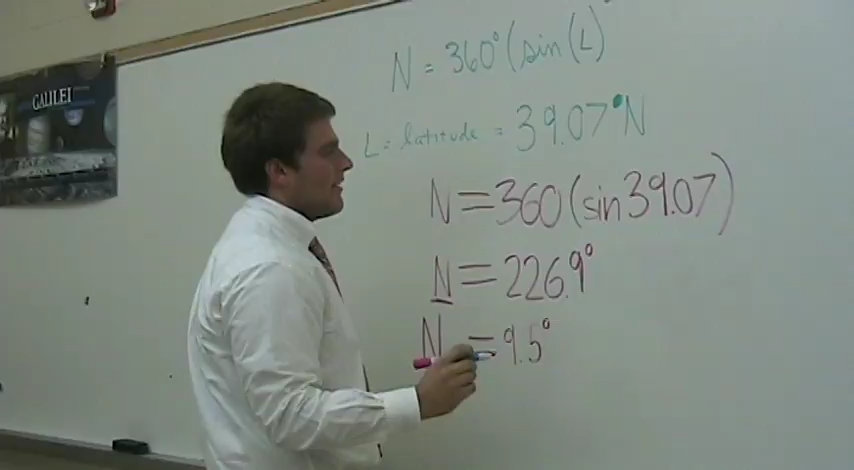 GALILEI
N = 360° (sin(L)°
L = latitude = 39.07°N
N = 360 (sin 39.07)
N = 226.9°
N = 9.5°